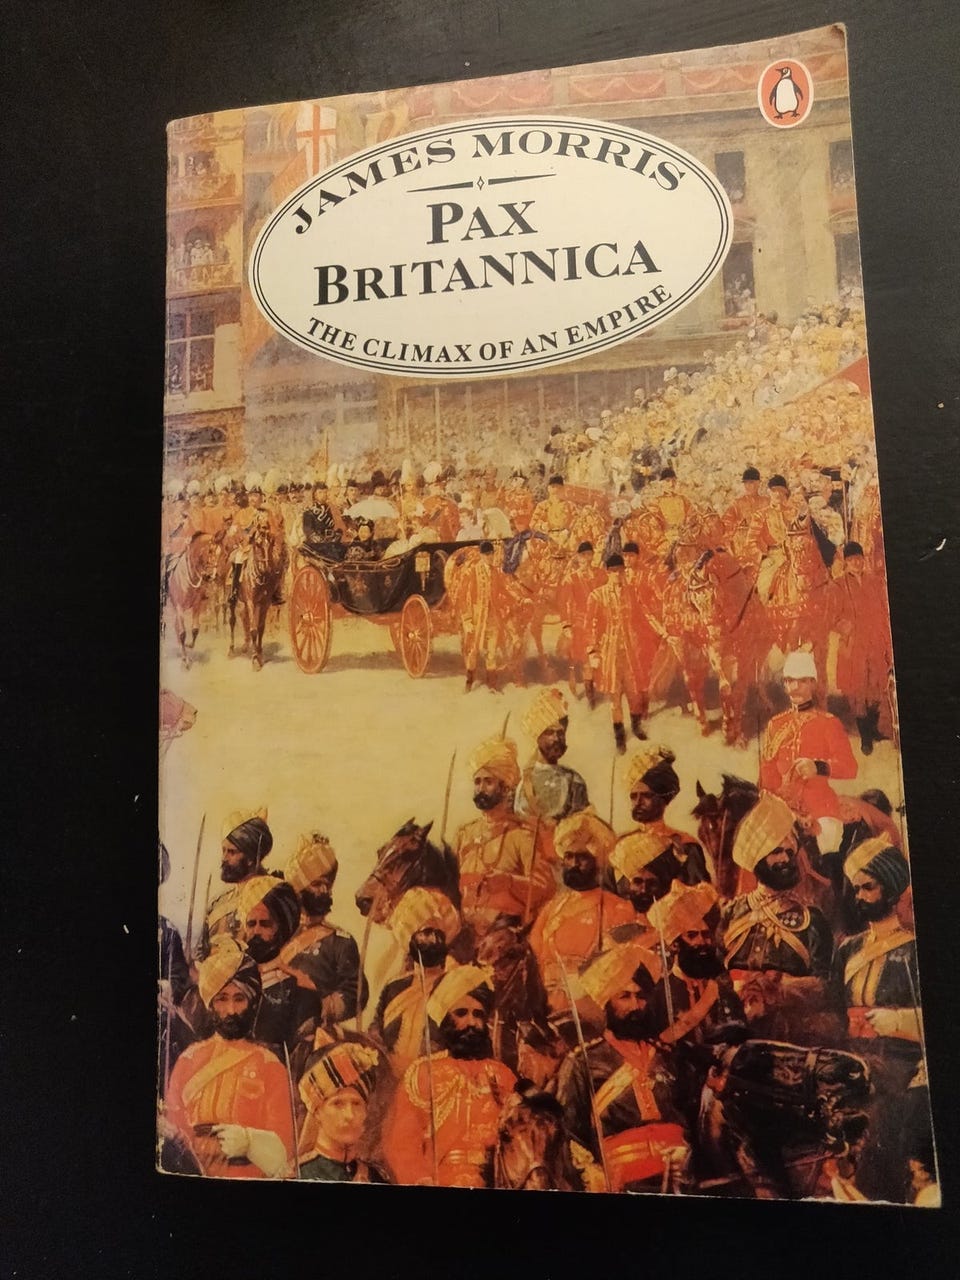 JAMES MORRIS
PAX
BRITANNICA
THE CLIMAX OF AN EMPIRE